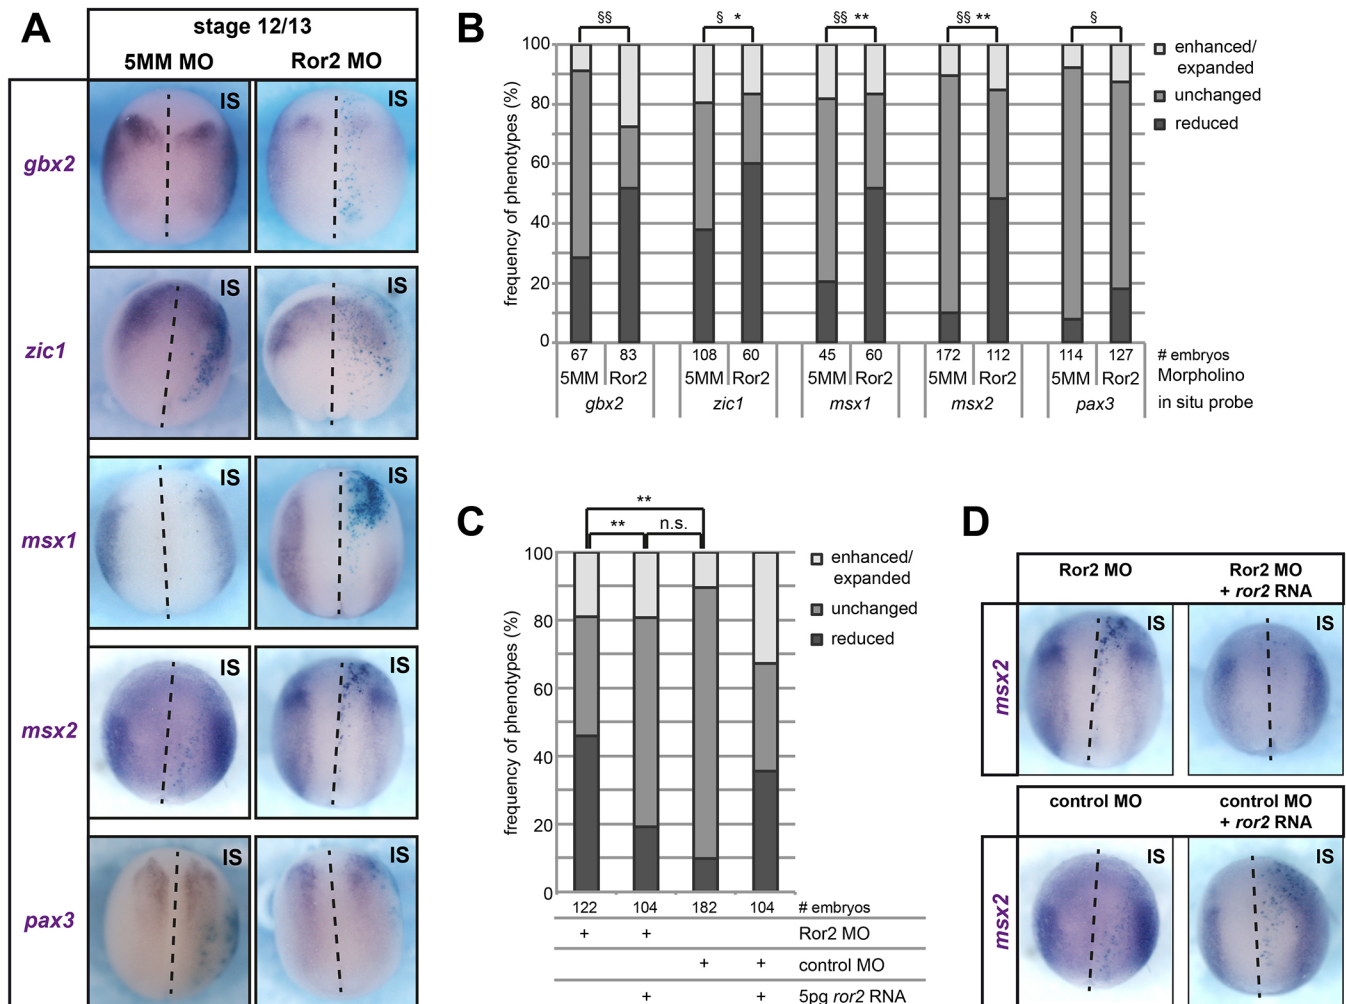 A
stage 12/13
5MM MO Ror2 MO
gbx2 IS IS
zic1 IS IS
msx1 IS IS
msx2 IS IS
pax3 IS IS
B
§§ § * §§ ** §§ ** §
frequency of phenotypes (%)
100
80
60
40
20
0
enhanced/
expanded
unchanged
reduced
67 83 108 60 45 60 172 112 114 127 # embryos
5MM Ror2 5MM Ror2 5MM Ror2 5MM Ror2 5MM Ror2 Morpholino
gbx2 zic1 msx1 msx2 pax3 in situ probe
C
**
** n.s.
frequency of phenotypes (%)
100
80
60
40
20
0
enhanced/
expanded
unchanged
reduced
122 104 182 104 # embryos
+ + Ror2 MO
+ + control MO
+ + 5pg ror2 RNA
D
Ror2 MO Ror2 MO
+ ror2 RNA
msx2 IS IS
control MO control MO
+ ror2 RNA
msx2 IS IS